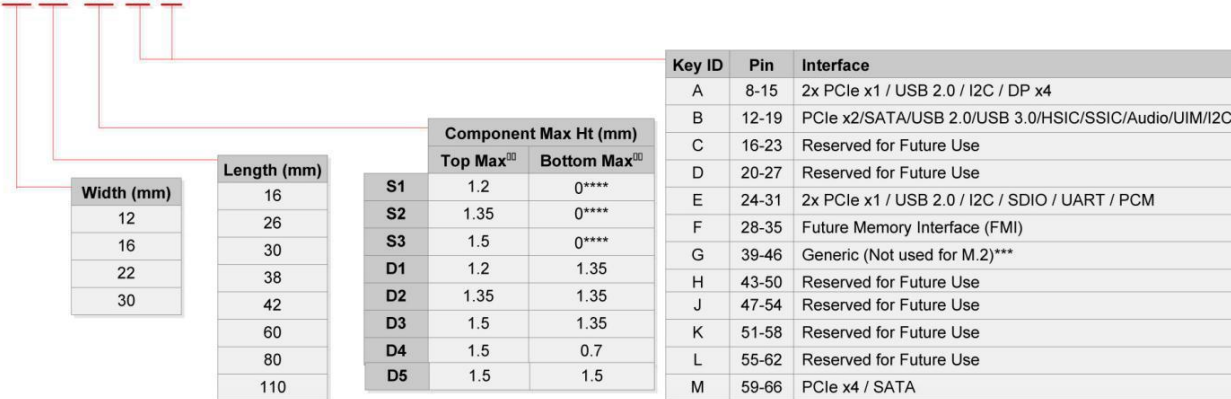 Width (mm)
12
16
22
30
Length (mm)
16
26
30
38
42
60
80
110
Component Max Ht (mm)
Top Max Bottom Max
S1 1.2 0****
S2 1.35 0****
S3 1.5 0****
D1 1.2 1.35
D2 1.35 1.35
D3 1.5 1.35
D4 1.5 0.7
D5 1.5 1.5
Key ID Pin Interface
A 8-15 2x PCIe x1 / USB 2.0 / I2C / DP x4
B 12-19 PCIe x2/SATA/USB 2.0/USB 3.0/HSIC/SSIC/Audio/UIM/I2C
C 16-23 Reserved for Future Use
D 20-27 Reserved for Future Use
E 24-31 2x PCIe x1 / USB 2.0 / I2C / SDIO / UART / PCM
F 28-35 Future Memory Interface (FMI)
G 39-46 Generic (Not used for M.2)***
H 43-50 Reserved for Future Use
J 47-54 Reserved for Future Use
K 51-58 Reserved for Future Use
L 55-62 Reserved for Future Use
M 59-66 PCIe x4 / SATA